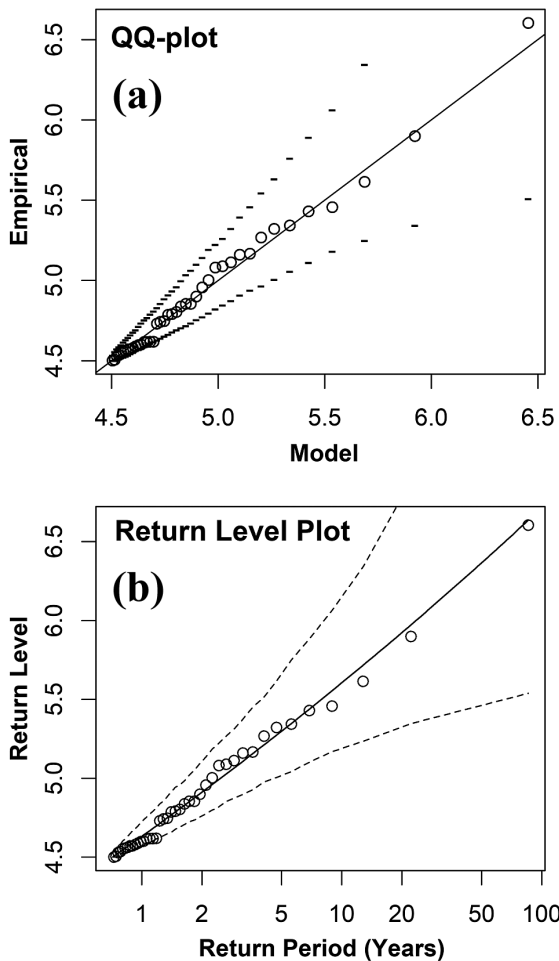 QQ-plot
(a)
Empirical
6.5
6.0
5.5
5.0
4.5
4.5 5.0 5.5 6.0 6.5
Model
Return Level Plot
(b)
Return Level
6.5
6.0
5.5
5.0
4.5
1 2 5 10 20 50 100
Return Period (Years)